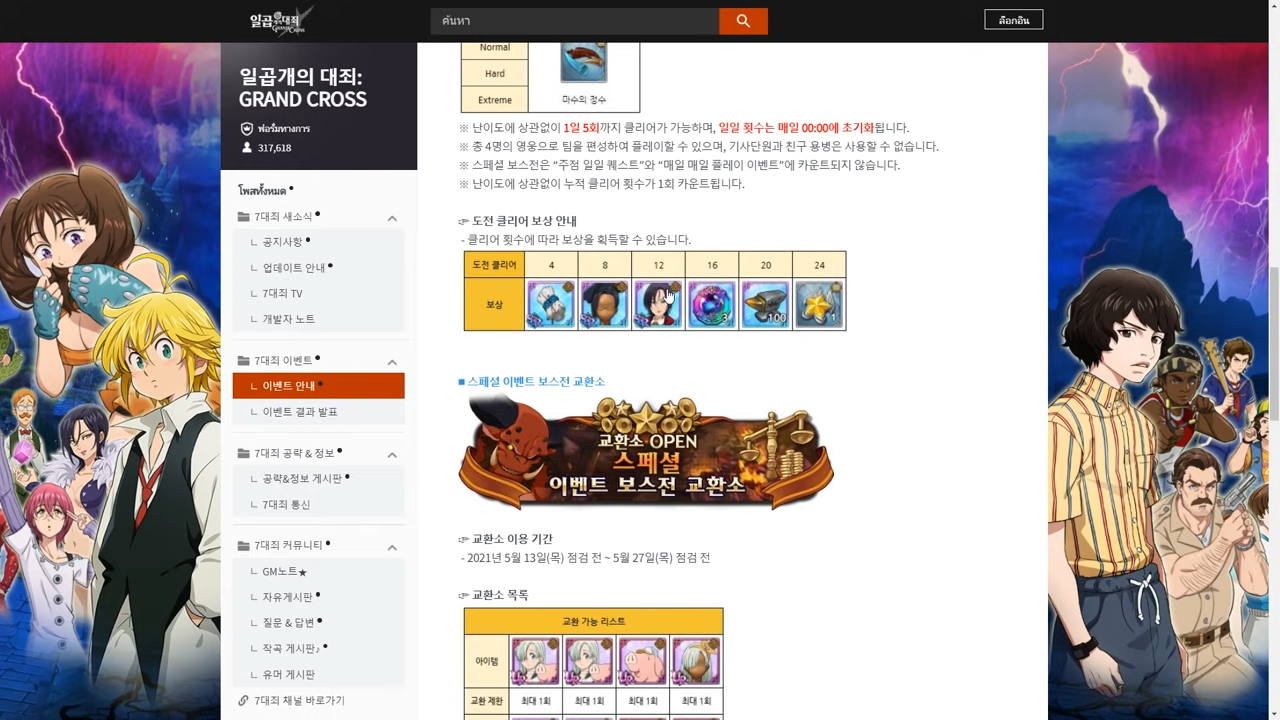 일곱개의대죄
GRAND CROSS
ค้นหา
ล็อกอิน
일곱개의 대죄:
GRAND CROSS
ฟอรั่มทางการ
317,618
โพสทั้งหมด
7대죄 새소식
ㄴ 공지사항
ㄴ 업데이트 안내
ㄴ 7대죄 TV
ㄴ 개발자 노트
7대죄 이벤트
ㄴ 이벤트 안내
ㄴ 이벤트 결과 발표
7대죄 공략 & 정보
ㄴ 공략&정보 게시판
ㄴ 7대죄 통신
7대죄 커뮤니티
ㄴ GM노트★
ㄴ 자유게시판
ㄴ 질문 & 답변
ㄴ 작곡 게시판♪
ㄴ 유머 게시판
7대죄 채널 바로가기
Normal
Hard
Extreme
마수의 정수
※ 난이도에 상관없이 1일 5회까지 클리어가 가능하며, 일일 횟수는 매일 00:00에 초기화됩니다.
※ 총 4명의 영웅으로 팀을 편성하여 플레이할 수 있으며, 기사단원과 친구 용병은 사용할 수 없습니다.
※ 스페셜 보스전은 “주점 일일 퀘스트”와 “매일 매일 플레이 이벤트”에 카운트되지 않습니다.
※ 난이도에 상관없이 누적 클리어 횟수가 1회 카운트됩니다.
☞ 도전 클리어 보상 안내
- 클리어 횟수에 따라 보상을 획득할 수 있습니다.
도전 클리어 4 8 12 16 20 24
보상 3 100 1
■ 스페셜 이벤트 보스전 교환소
교환소 OPEN
스페셜
이벤트 보스전 교환소
☞ 교환소 이용 기간
- 2021년 5월 13일(목) 점검 전 ~ 5월 27일(목) 점검 전
☞ 교환소 목록
교환 가능 리스트
아이템 UR UR UR UR
교환 제한 최대 1회 최대 1회 최대 1회 최대 1회